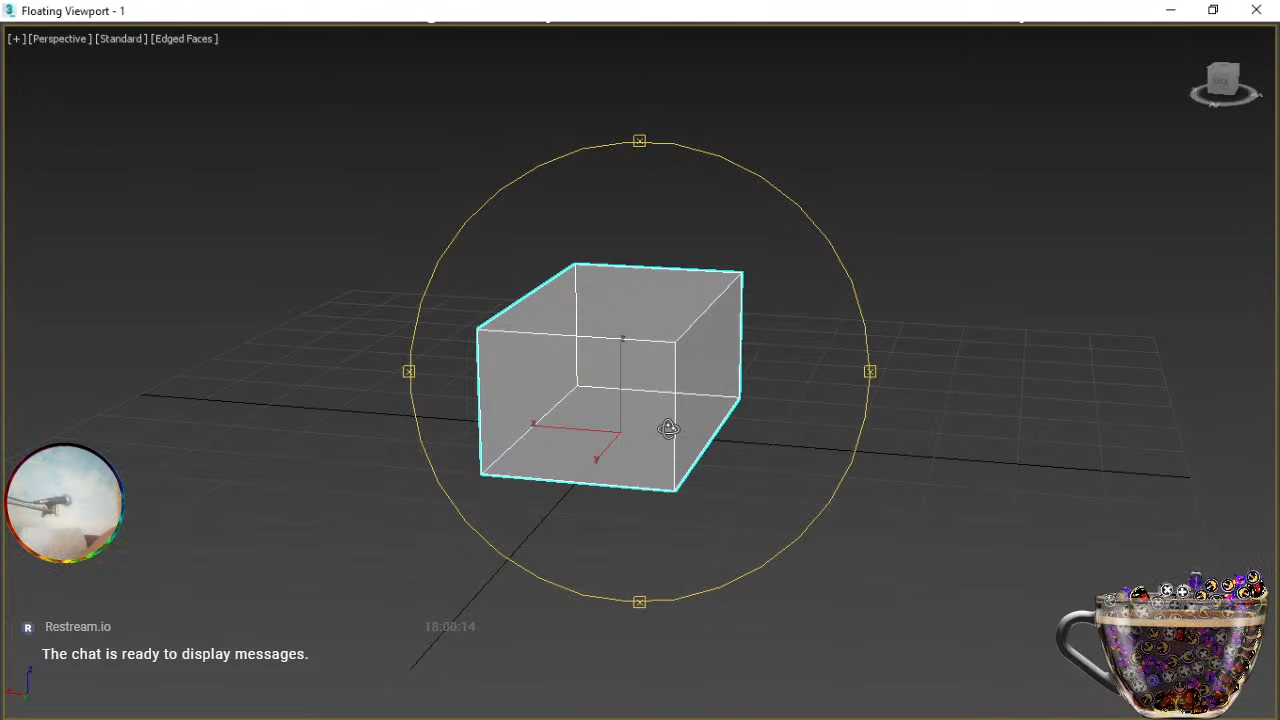 3 Floating Viewport - 1
[+] [Perspective] [Standard] [Edged Faces]
z
x
y
R Restream.io 18:00:14
The chat is ready to display messages.
z
x